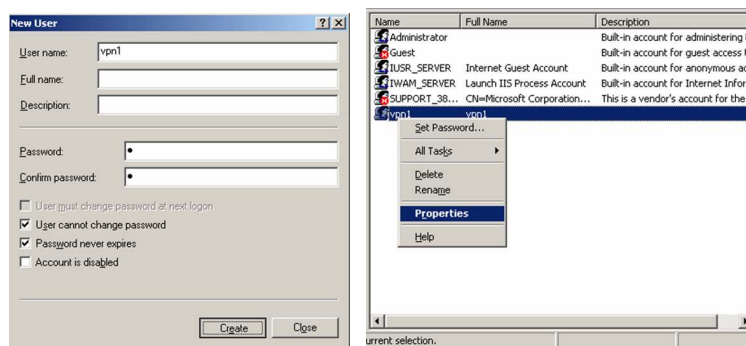 New User
User name: vpn1
Full name:
Description:
Password:
Confirm password:
User must change password at next logon
User cannot change password
Password never expires
Account is disabled
Create Close
Name Full Name Description
Administrator Built-in account for administering
Guest Built-in account for guest access
IUSR_SERVER Internet Guest Account Built-in account for anonymous ac
IWAM_SERVER Launch IIS Process Account Built-in account for Internet Infor
SUPPORT_38... CN=Microsoft Corporation... This is a vendor's account for the
vpn1 vpn1
Set Password...
All Tasks
Delete
Rename
Properties
Help
urrent selection.